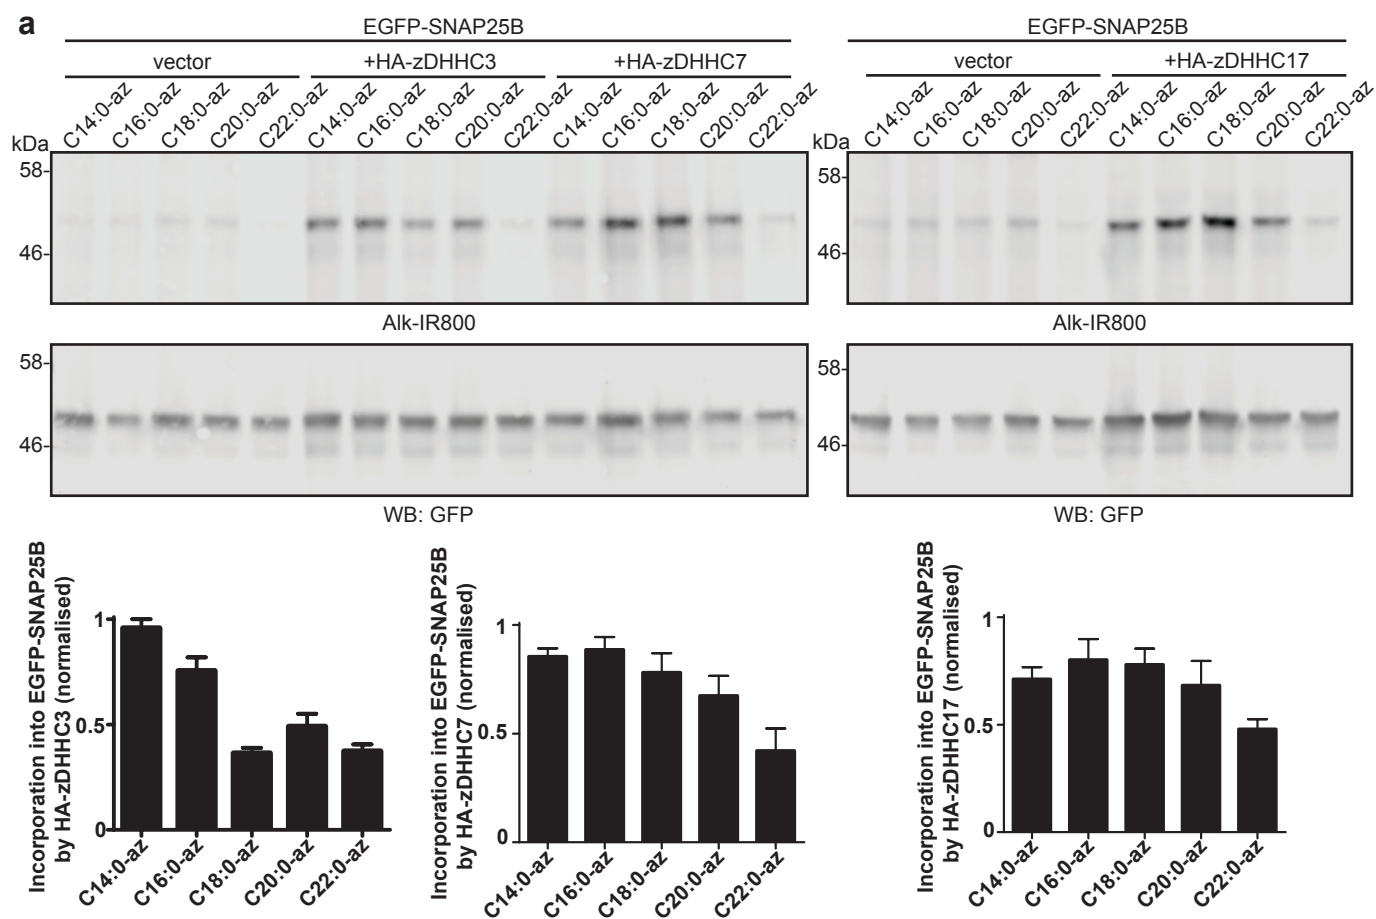 a
EGFP-SNAP25B
vector +HA-zDHHC3 +HA-zDHHC7
C14:0-az C16:0-az C18:0-az C20:0-az C22:0-az C14:0-az C16:0-az C18:0-az C20:0-az C22:0-az C14:0-az C16:0-az C18:0-az C20:0-az C22:0-az
kDa
58-
46-
Alk-IR800
58-
46-
WB: GFP
EGFP-SNAP25B
vector +HA-zDHHC17
C14:0-az C16:0-az C18:0-az C20:0-az C22:0-az C14:0-az C16:0-az C18:0-az C20:0-az C22:0-az
kDa
58-
46-
Alk-IR800
58-
46-
WB: GFP
Incorporation into EGFP-SNAP25B
by HA-zDHHC3 (normalised)
1
0.5
0
C14:0-az C16:0-az C18:0-az C20:0-az C22:0-az
Incorporation into EGFP-SNAP25B
by HA-zDHHC7 (normalised)
1
0.5
0
C14:0-az C16:0-az C18:0-az C20:0-az C22:0-az
Incorporation into EGFP-SNAP25B
by HA-zDHHC17 (normalised)
1
0.5
0
C14:0-az C16:0-az C18:0-az C20:0-az C22:0-az